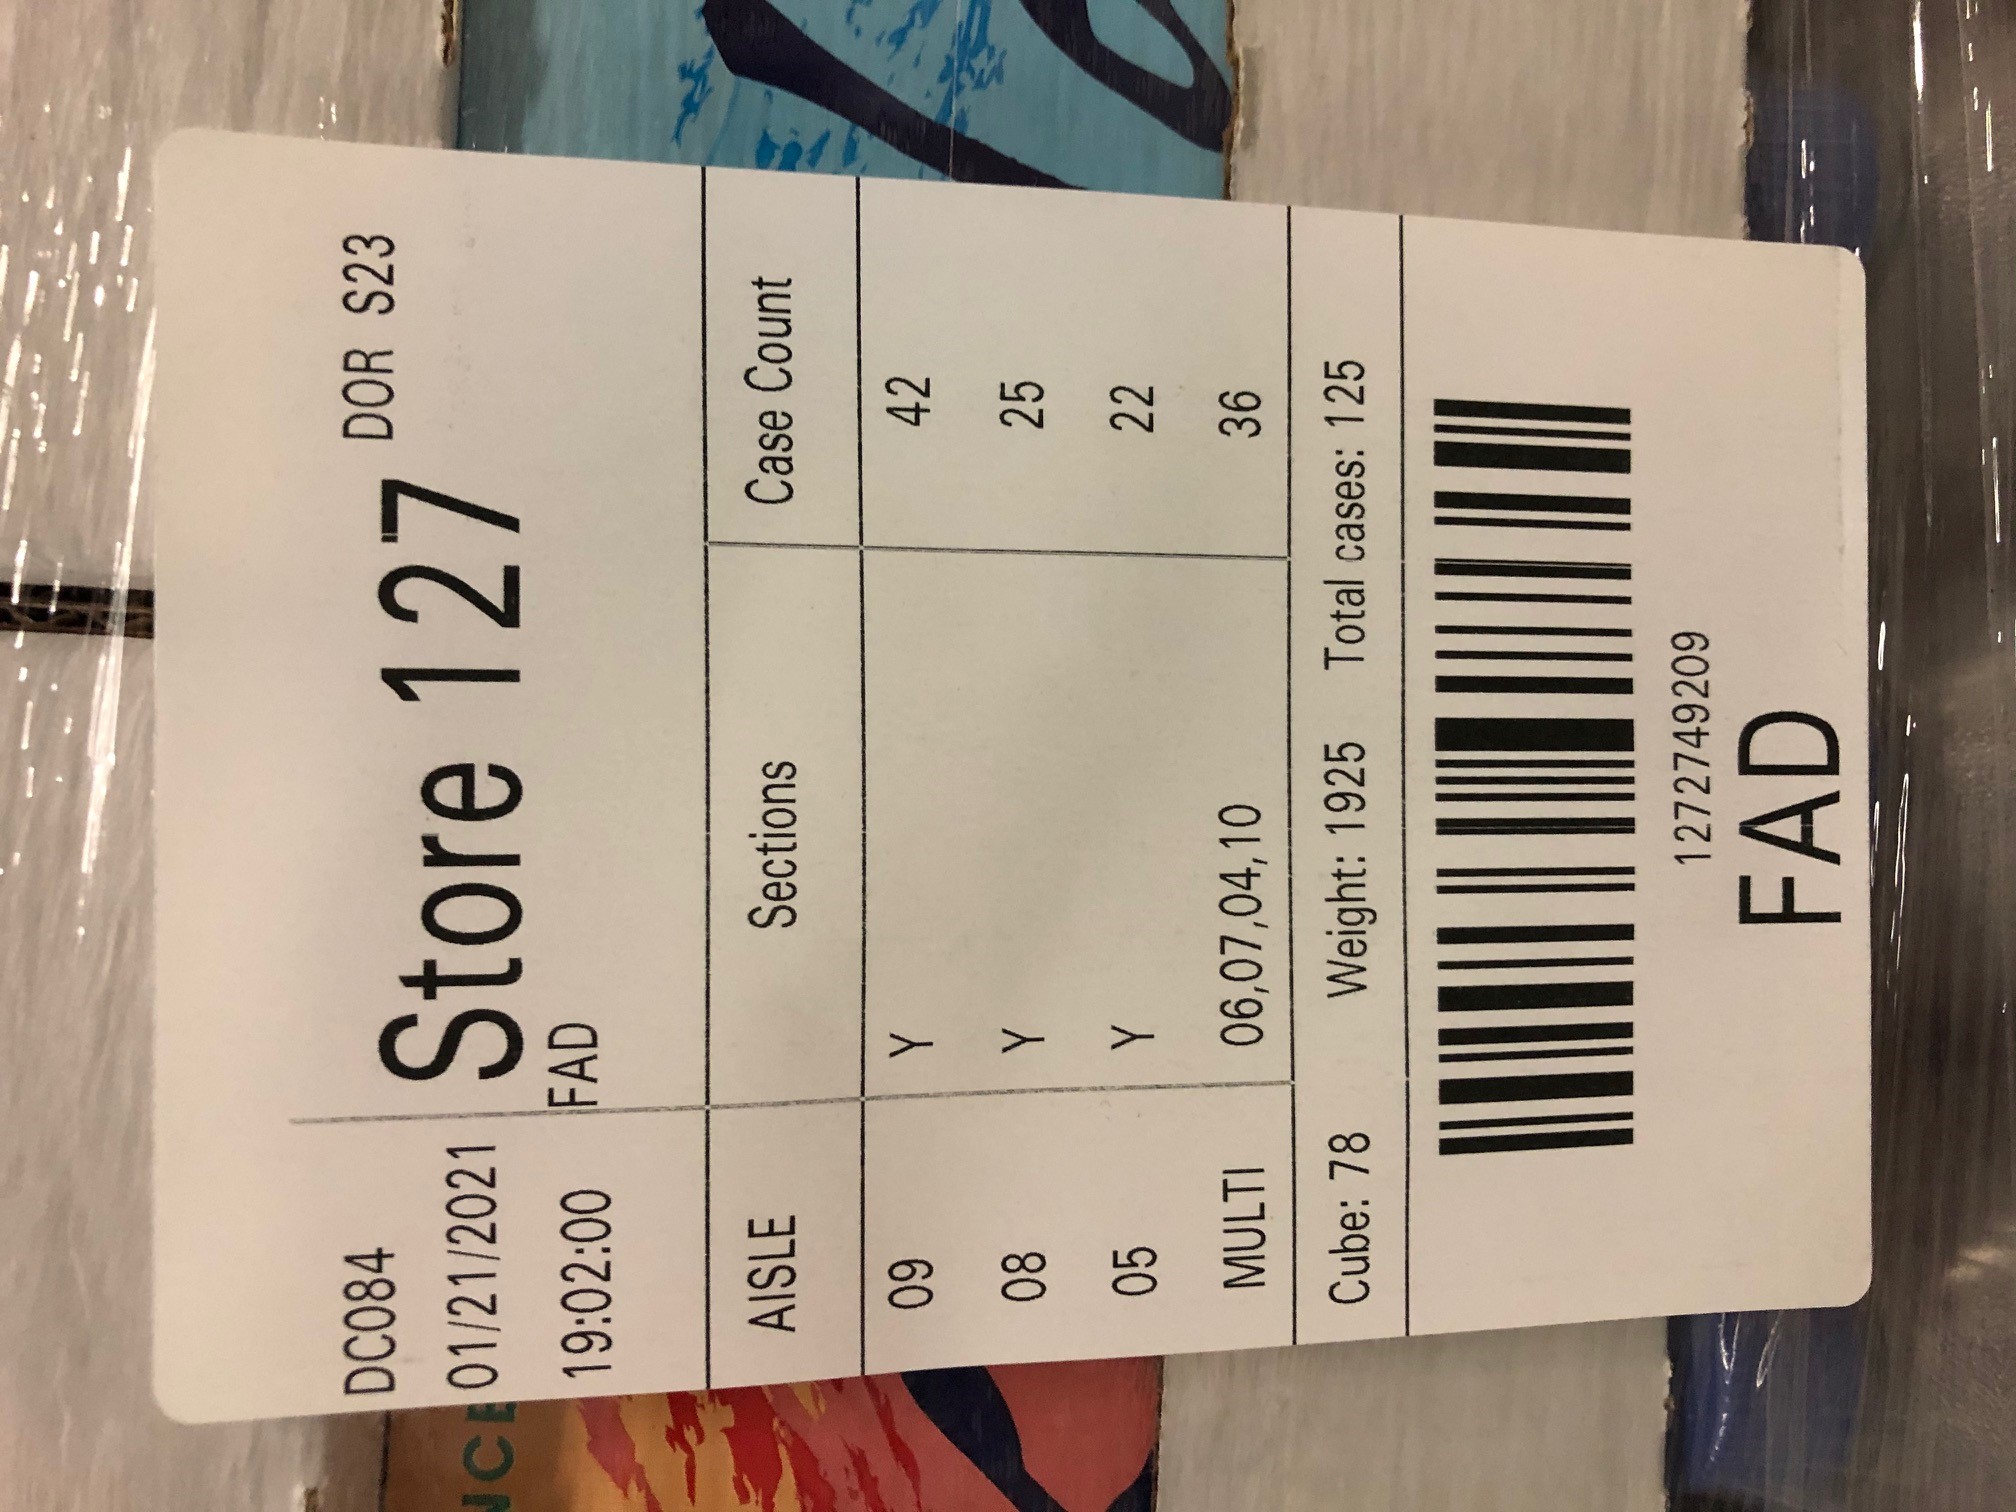 DC084
01/21/2021
19:02:00
Store 127
DOR S23
FAD
AISLE Sections Case Count
09 Y 42
08 Y 25
05 Y 22
MULTI 06,07,04,10 36
Cube: 78 Weight: 1925 Total cases: 125
1272749209
FAD